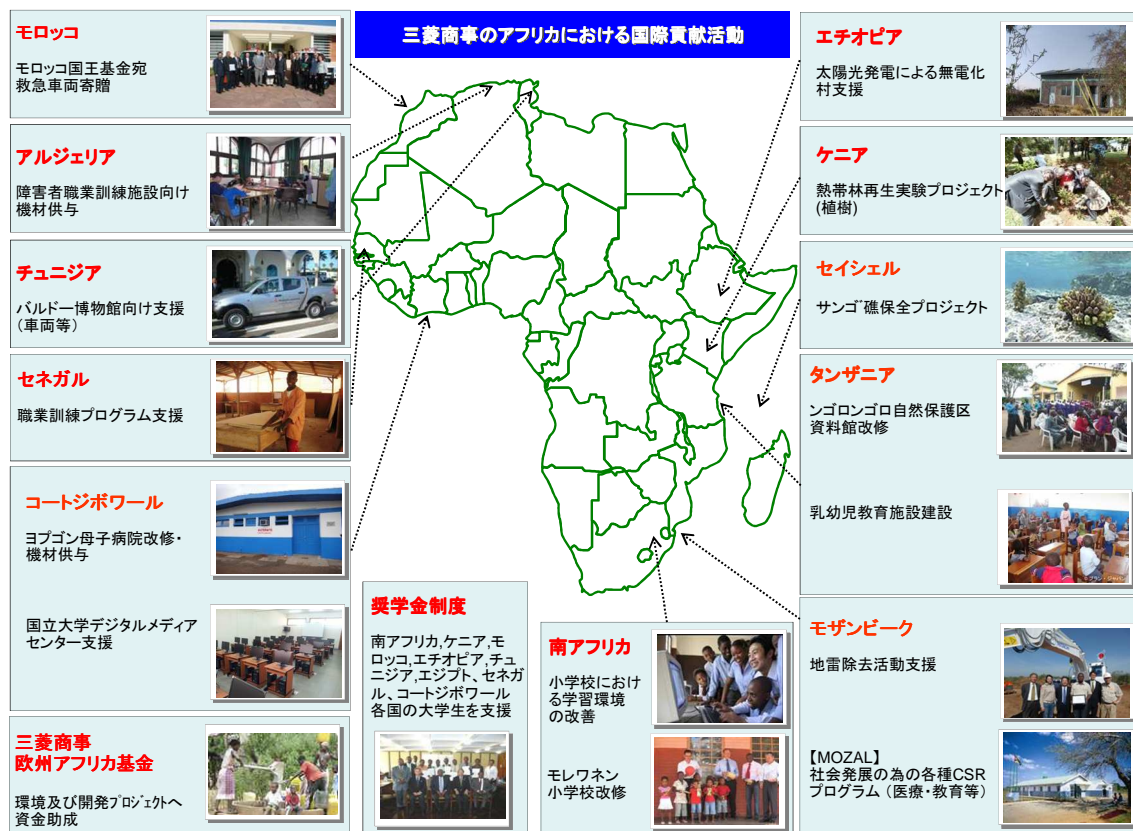 三菱商事のアフリカにおける国際貢献活動
モロッコ
モロッコ国王基金宛
救急車両寄贈
アルジェリア
障害者職業訓練施設向け
機材供与
チュニジア
バルドー博物館向け支援
（車両等）
セネガル
職業訓練プログラム支援
コートジボワール
ヨプゴン母子病院改修・
機材供与
国立大学デジタルメディア
センター支援
三菱商事
欧州アフリカ基金
環境及び開発プロジェクトへ
資金助成
奨学金制度
南アフリカ,ケニア,モ
ロッコ,エチオピア,チュ
ニジア,エジプト、セネガ
ル、コートジボワール
各国の大学生を支援
南アフリカ
小学校におけ
る学習環境
の改善
モレワネン
小学校改修
エチオピア
太陽光発電による無電化
村支援
ケニア
熱帯林再生実験プロジェクト
(植樹)
セイシェル
サンゴ礁保全プロジェクト
タンザニア
ンゴロンゴロ自然保護区
資料館改修
乳幼児教育施設建設
モザンビーク
地雷除去活動支援
【MOZAL】
社会発展の為の各種CSR
プログラム（医療・教育等）